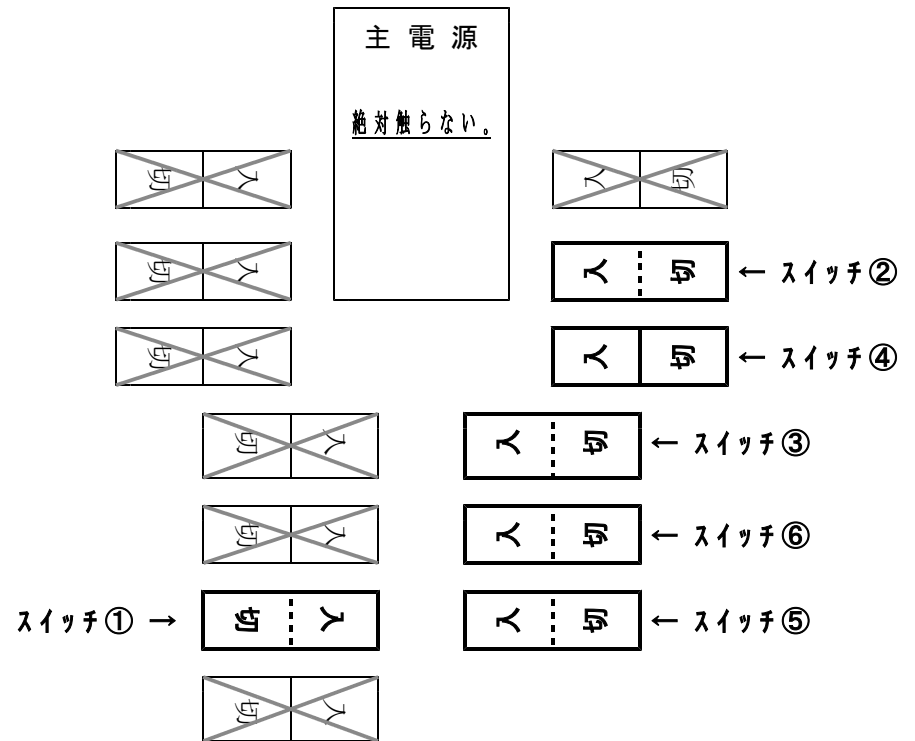 主電源
絶対触らない。
切 入
入 切
切 入
入 切 ← スイッチ②
切 入
入 切 ← スイッチ④
切 入
入 切 ← スイッチ③
切 入
入 切 ← スイッチ⑥
スイッチ① → 切 入
入 切 ← スイッチ⑤
切 入